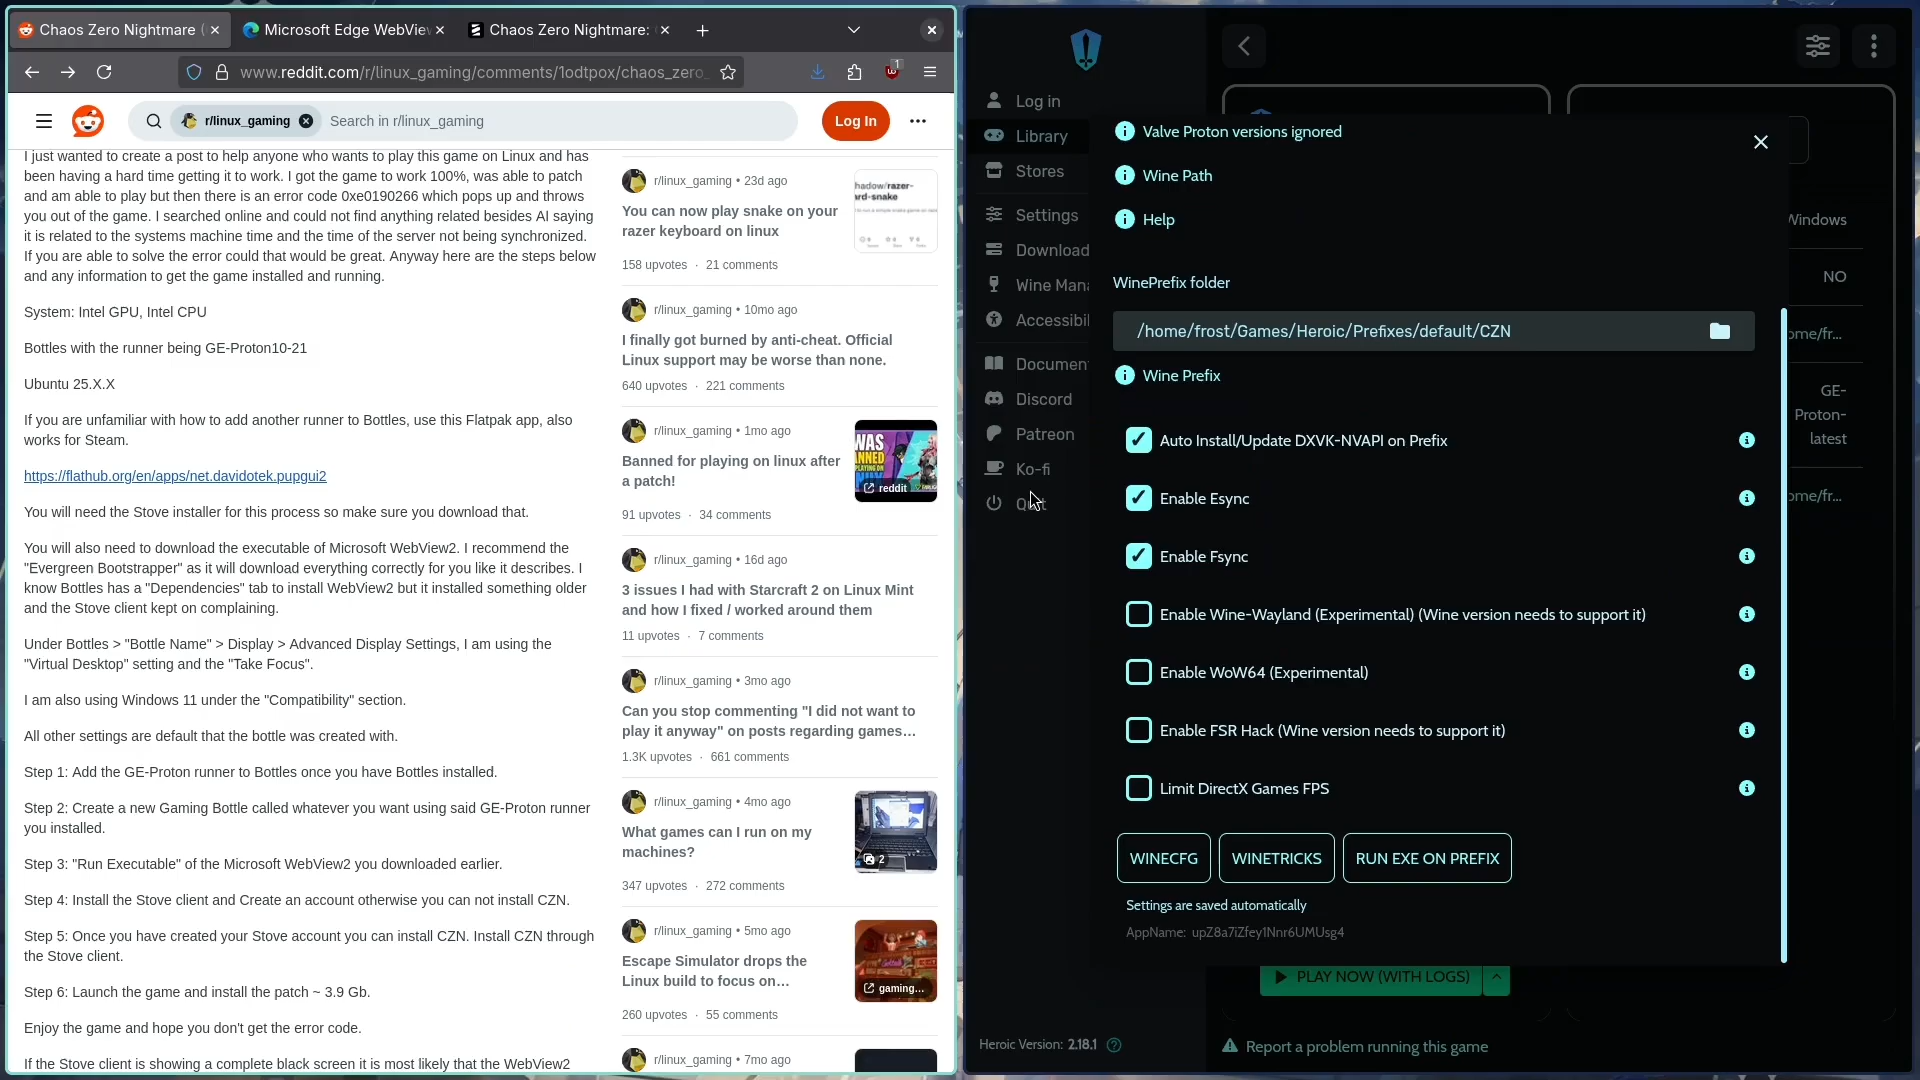 Chaos Zero Nightmare (
Microsoft Edge WebView
Chaos Zero Nightmare:
www.reddit.com/r/linux_gaming/comments/1odtpox/chaos_zero_
1
r/linux_gaming
Search in r/linux_gaming
Log In
I just wanted to create a post to help anyone who wants to play this game on Linux and has
been having a hard time getting it to work. I got the game to work 100%, was able to patch
and am able to play but then there is an error code 0xe0190266 which pops up and throws
you out of the game. I searched online and could not find anything related besides AI saying
it is related to the systems machine time and the time of the server not being synchronized.
If you are able to solve the error could that would be great. Anyway here are the steps below
and any information to get the game installed and running.
System: Intel GPU, Intel CPU
Bottles with the runner being GE-Proton10-21
Ubuntu 25.X.X
If you are unfamiliar with how to add another runner to Bottles, use this Flatpak app, also
works for Steam.
https://flathub.org/en/apps/net.davidotek.pupgui2
You will need the Stove installer for this process so make sure you download that.
You will also need to download the executable of Microsoft WebView2. I recommend the
"Evergreen Bootstrapper" as it will download everything correctly for you like it describes. I
know Bottles has a "Dependencies" tab to install WebView2 but it installed something older
and the Stove client kept on complaining.
Under Bottles > "Bottle Name" > Display > Advanced Display Settings, I am using the
"Virtual Desktop" setting and the "Take Focus".
I am also using Windows 11 under the "Compatibility" section.
All other settings are default that the bottle was created with.
Step 1: Add the GE-Proton runner to Bottles once you have Bottles installed.
Step 2: Create a new Gaming Bottle called whatever you want using said GE-Proton runner
you installed.
Step 3: "Run Executable" of the Microsoft WebView2 you downloaded earlier.
Step 4: Install the Stove client and Create an account otherwise you can not install CZN.
Step 5: Once you have created your Stove account you can install CZN. Install CZN through
the Stove client.
Step 6: Launch the game and install the patch ~ 3.9 Gb.
Enjoy the game and hope you don't get the error code.
If the Stove client is showing a complete black screen it is most likely that the WebView2
r/linux_gaming • 23d ago
You can now play snake on your
razer keyboard on linux
158 upvotes · 21 comments
hadow/razer-
ard-snake
r/linux_gaming • 10mo ago
I finally got burned by anti-cheat. Official
Linux support may be worse than none.
640 upvotes · 221 comments
r/linux_gaming • 1mo ago
Banned for playing on linux after
a patch!
91 upvotes · 34 comments
WAS
reddit
r/linux_gaming • 16d ago
3 issues I had with Starcraft 2 on Linux Mint
and how I fixed / worked around them
11 upvotes · 7 comments
r/linux_gaming • 3mo ago
Can you stop commenting "I did not want to
play it anyway" on posts regarding games…
1.3K upvotes · 661 comments
r/linux_gaming • 4mo ago
What games can I run on my
machines?
347 upvotes · 272 comments
2
r/linux_gaming • 5mo ago
Escape Simulator drops the
Linux build to focus on…
260 upvotes · 55 comments
gaming...
r/linux_gaming • 7mo ago
Log in
Library
Stores
Settings
Download
Wine Mana
Accessibil
Documen
Discord
Patreon
Ko-fi
Quit
Heroic Version: 2.18.1
Valve Proton versions ignored
Wine Path
Help
WinePrefix folder
/home/frost/Games/Heroic/Prefixes/default/CZN
Wine Prefix
Auto Install/Update DXVK-NVAPI on Prefix
Enable Esync
Enable Fsync
Enable Wine-Wayland (Experimental) (Wine version needs to support it)
Enable WoW64 (Experimental)
Enable FSR Hack (Wine version needs to support it)
Limit DirectX Games FPS
WINECFG
WINETRICKS
RUN EXE ON PREFIX
Settings are saved automatically
AppName: upZ8a7iZfey1Nnr6UMUsg4
Windows
NO
ome/fr...
GE-
Proton-
latest
ome/fr...
PLAY NOW (WITH LOGS)
Report a problem running this game